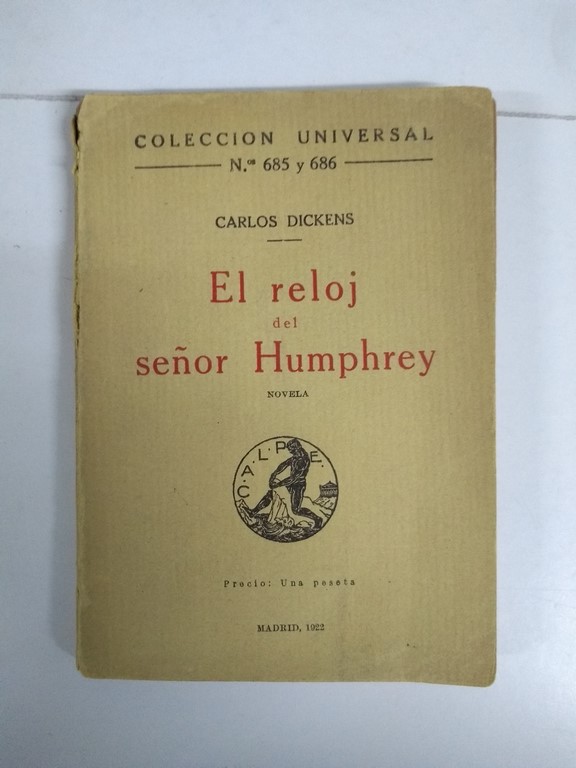 COLECCION UNIVERSAL
N.os 685 y 686
CARLOS DICKENS
El reloj
del
señor Humphrey
NOVELA
C·A·L·P·E·
Precio: Una peseta
MADRID, 1922